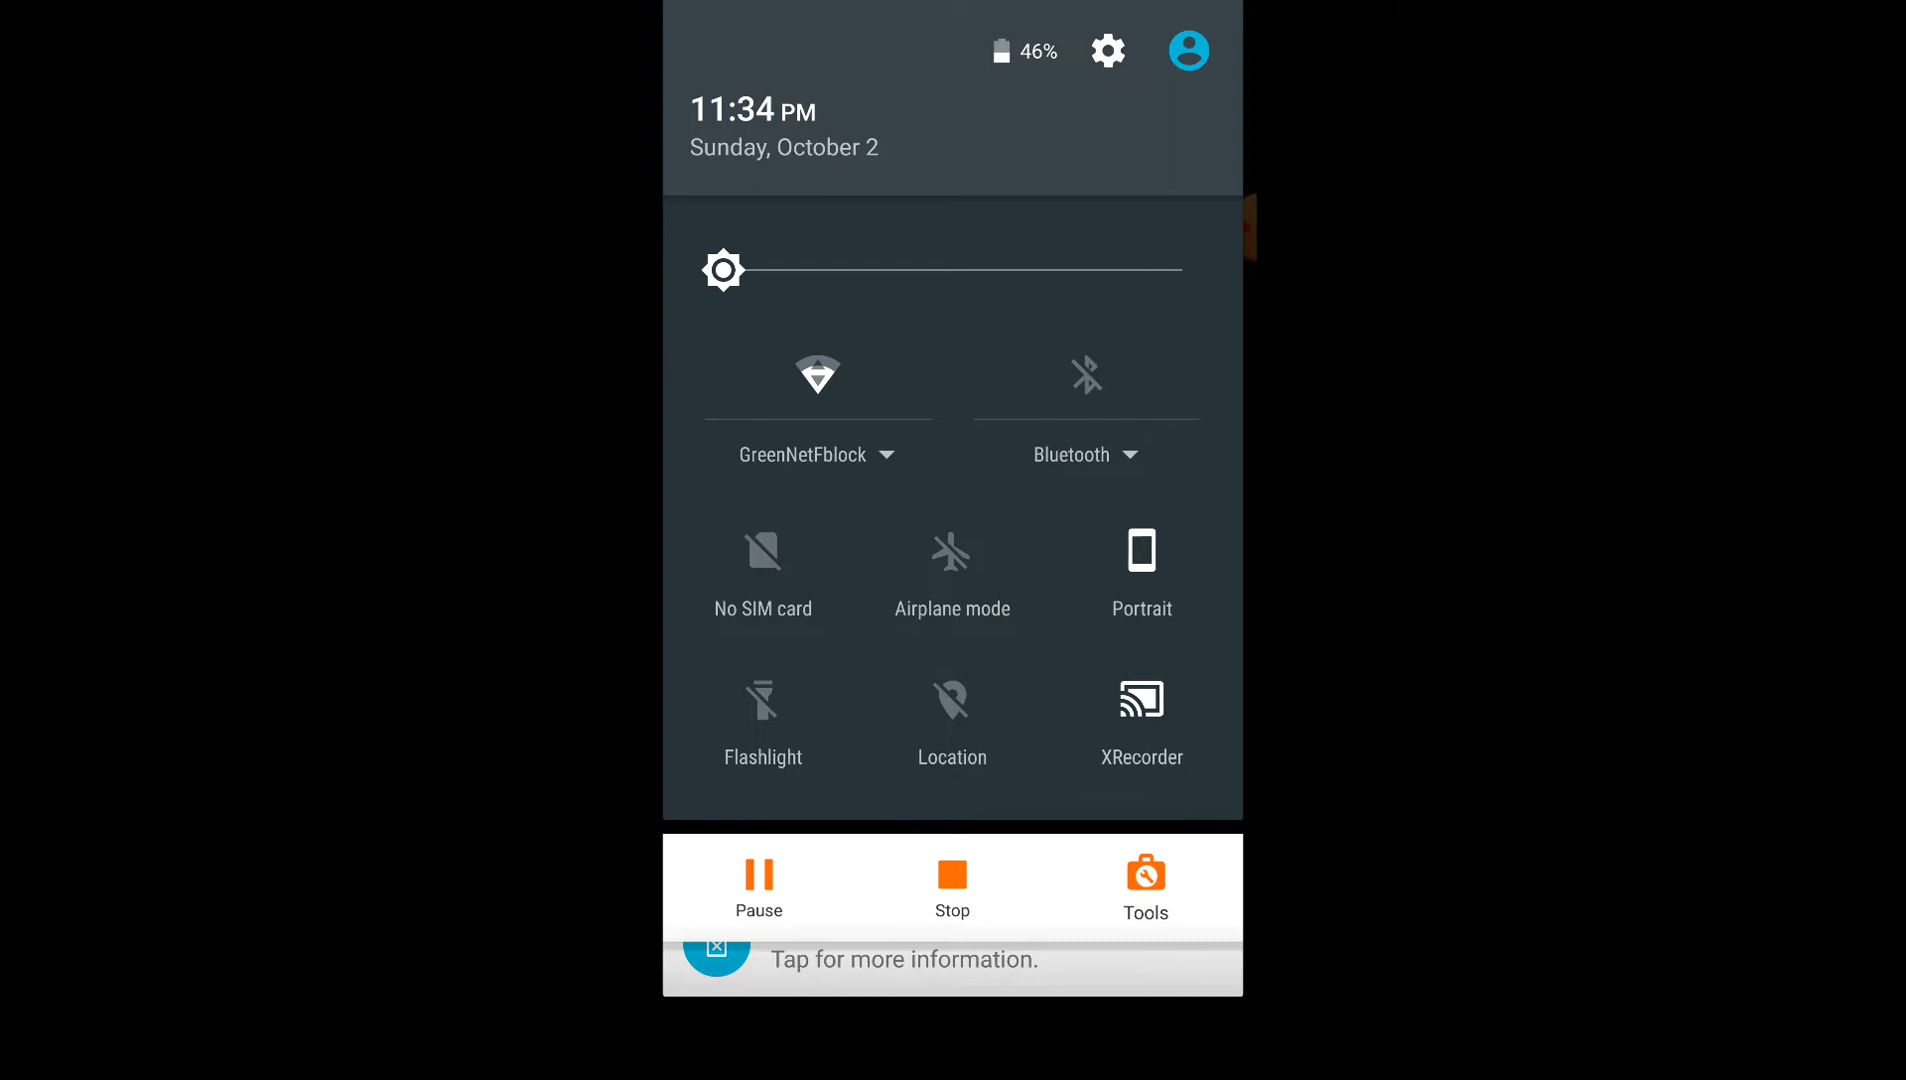 46%
11:34 PM
Sunday, October 2
GreenNetFblock
Bluetooth
No SIM card
Airplane mode
Portrait
Flashlight
Location
XRecorder
Pause
Stop
Tools
Tap for more information.